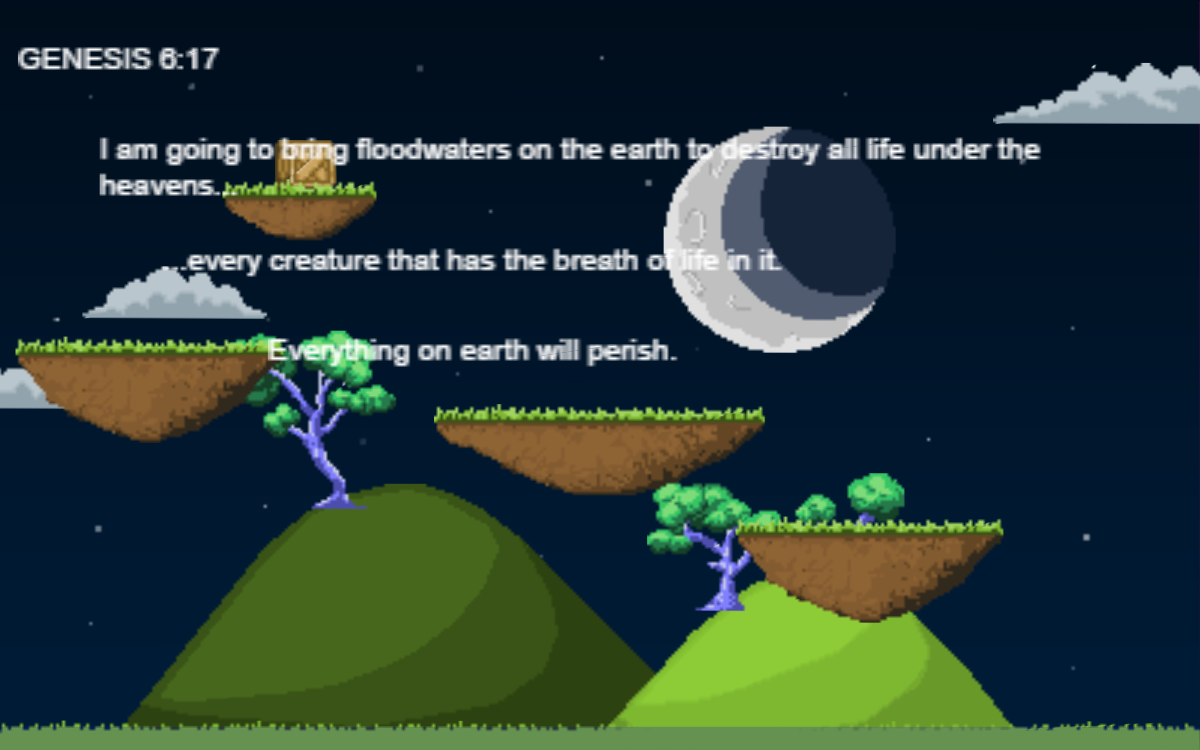 GENESIS 6:17
I am going to bring floodwaters on the earth to destroy all life under the
heavens...
...every creature that has the breath of life in it.
Everything on earth will perish.